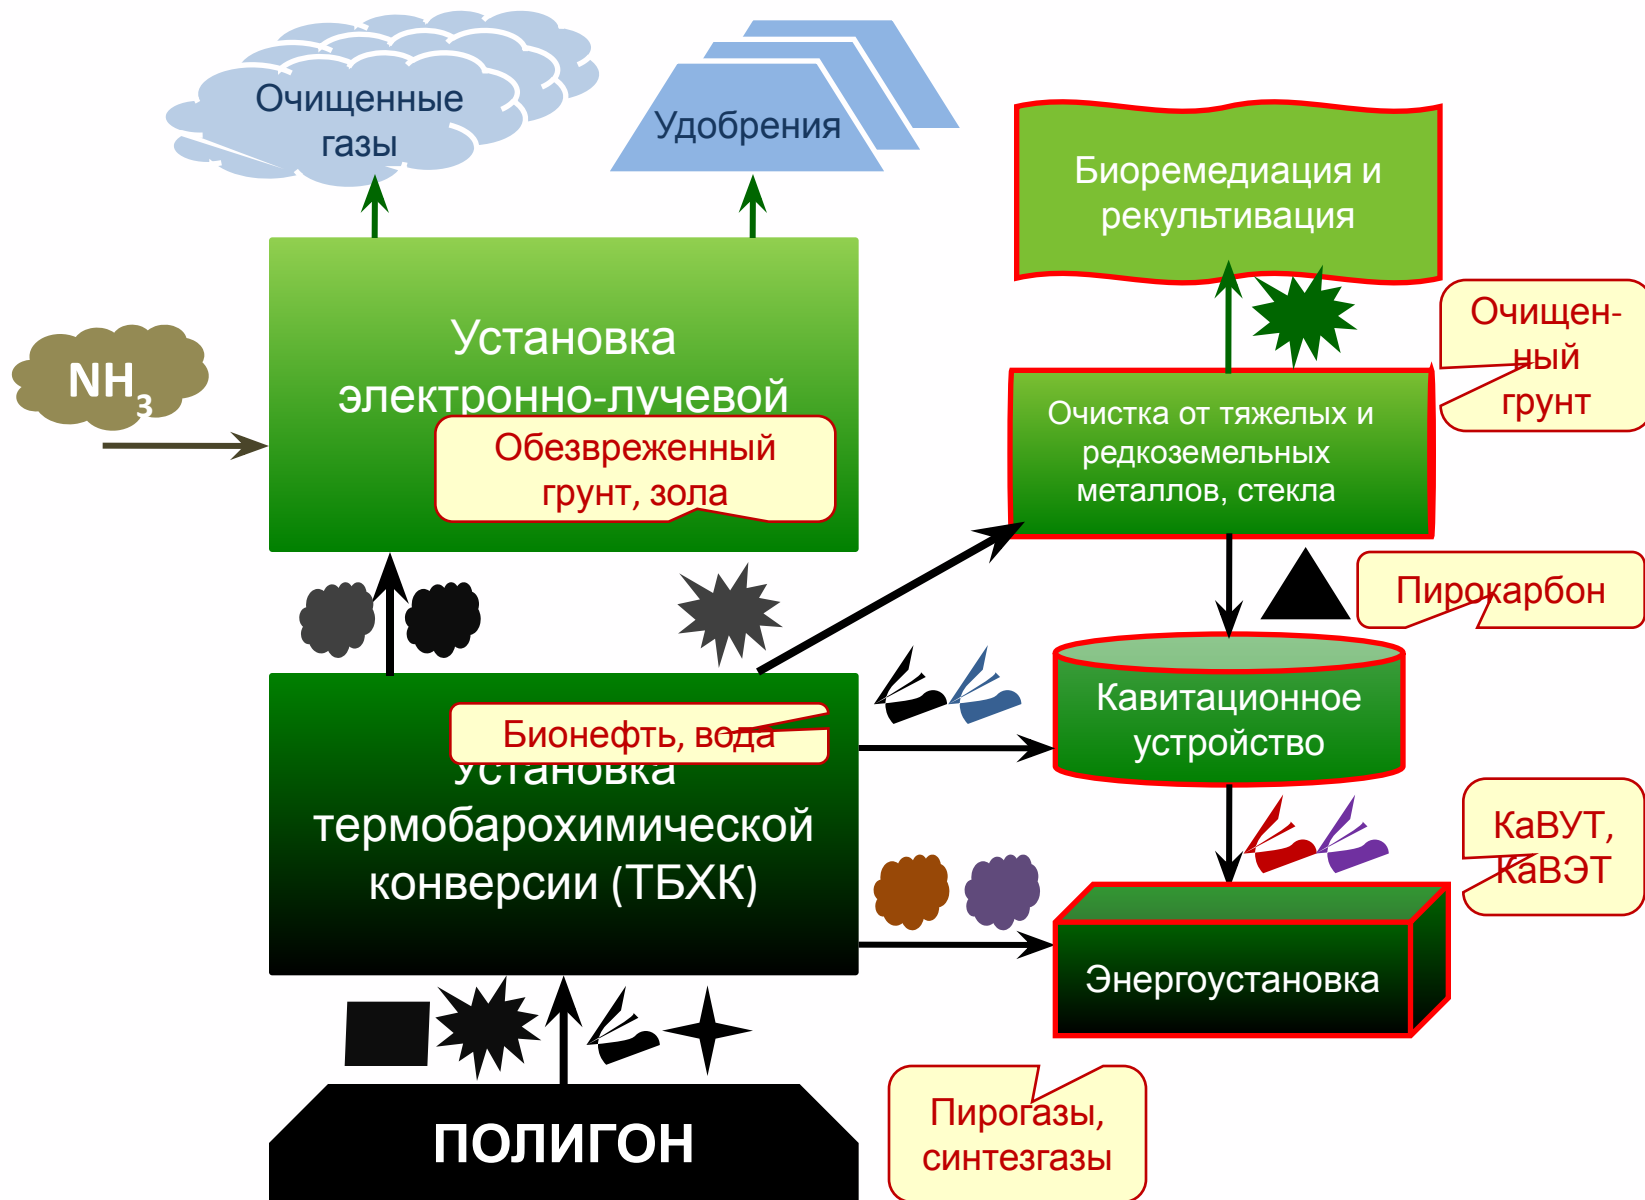 Очищенные
газы
Удобрения
Биоремедиация и
рекультивация
NH3
Установка
электронно-лучевой
Обезвреженный
грунт, зола
Очищен-
ный
грунт
Очистка от тяжелых и
редкоземельных
металлов, стекла
Пирокарбон
Кавитационное
устройство
Бионефть, вода
Установка
термобарохимической
конверсии (ТБХК)
КаВУТ,
КаВЭТ
Энергоустановка
ПОЛИГОН
Пирогазы,
синтезгазы